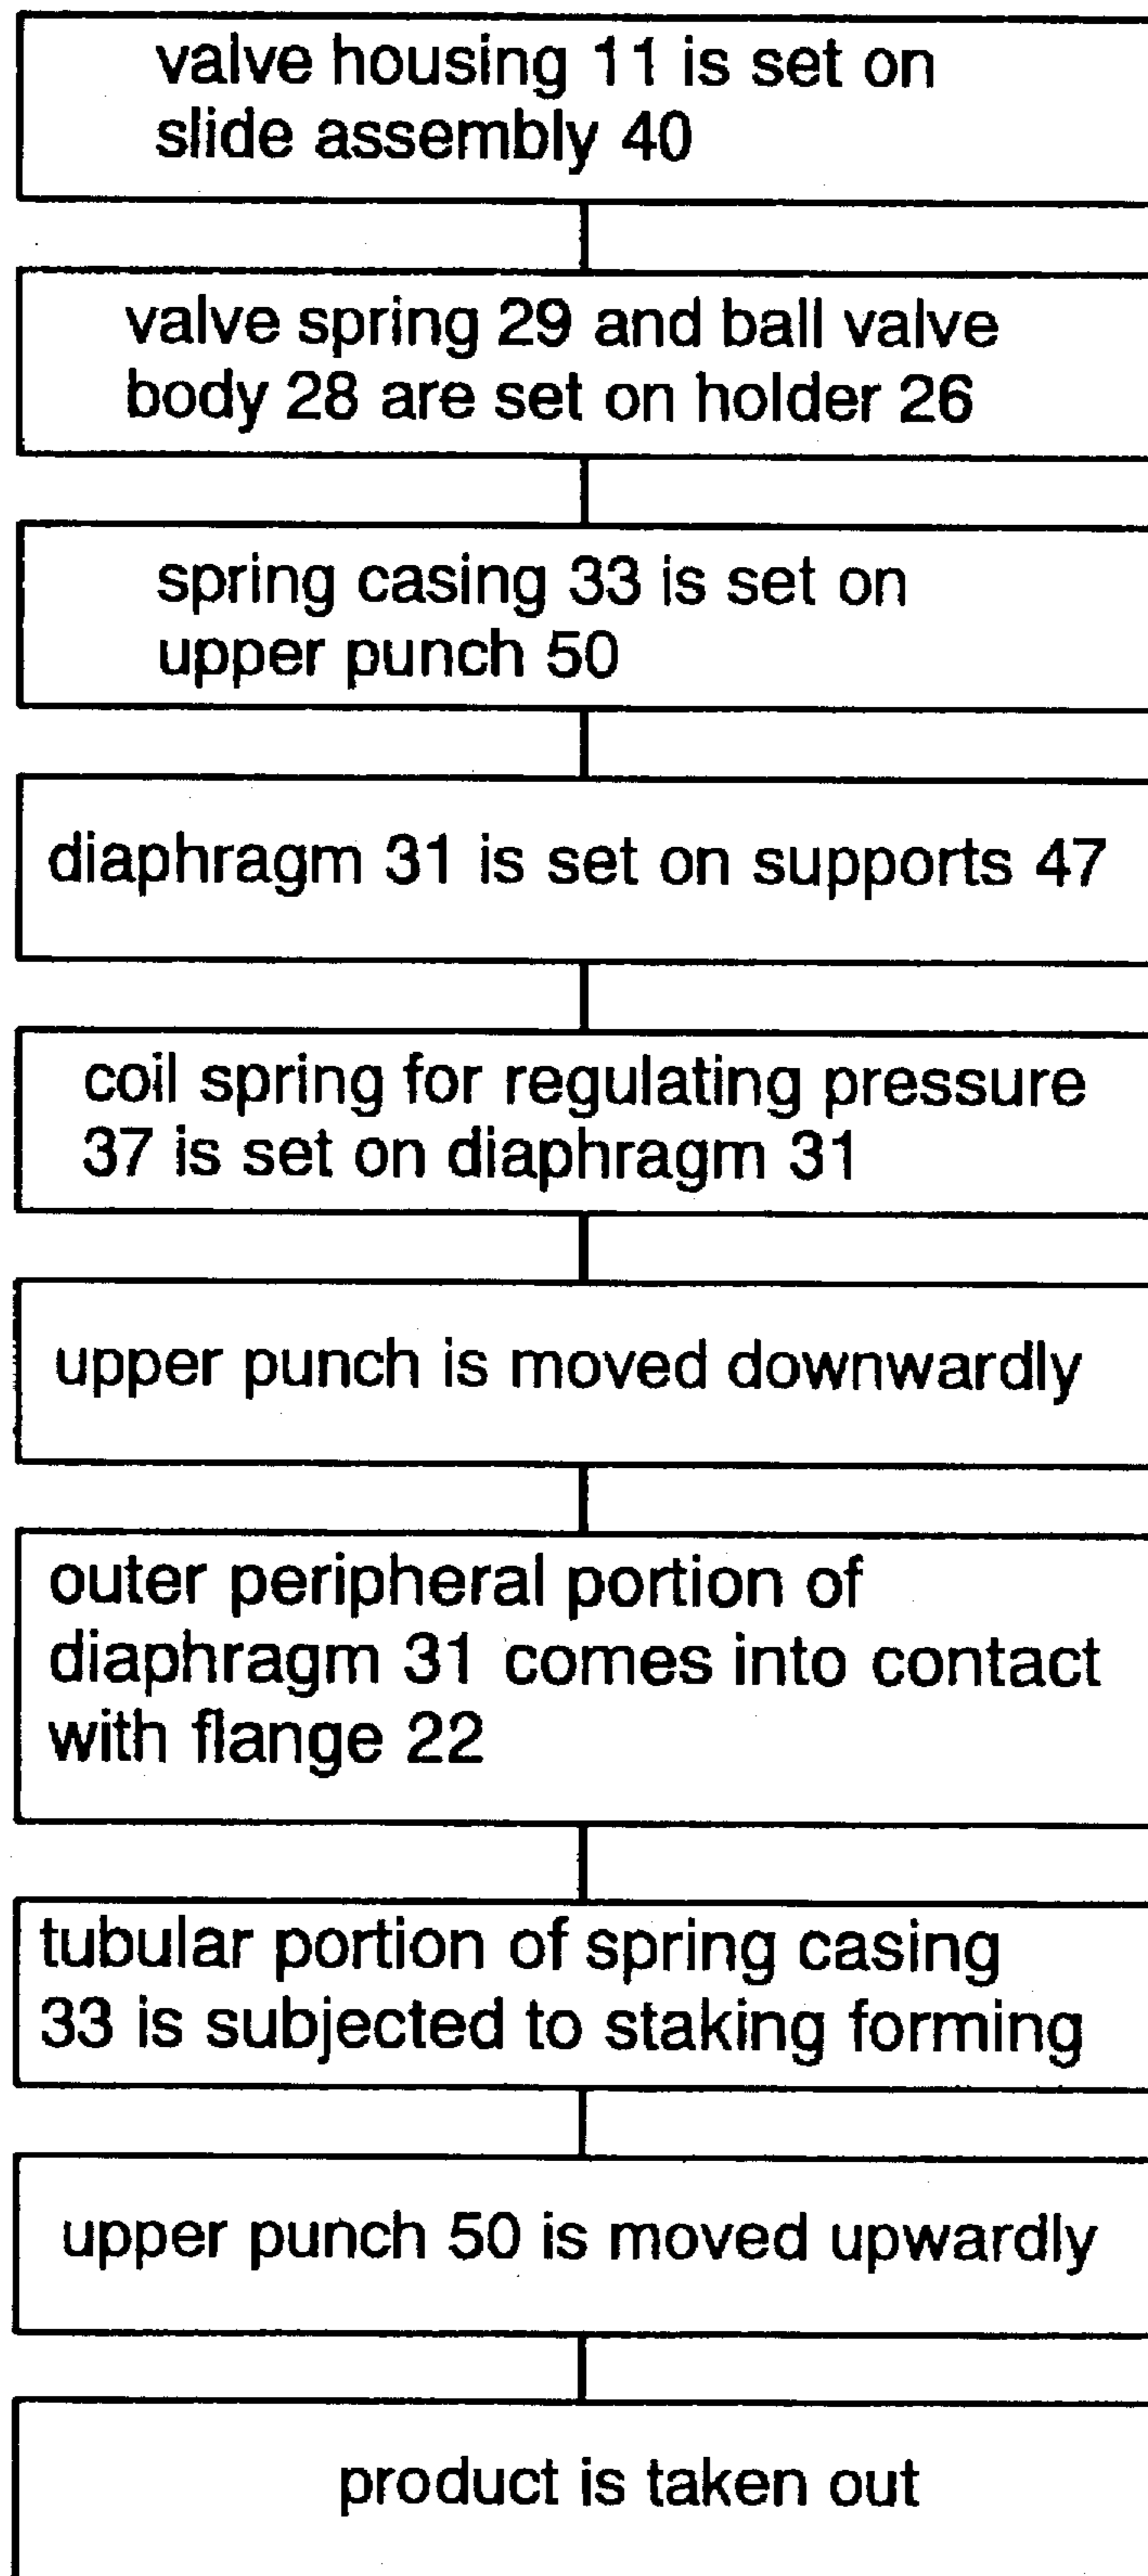 valve housing 11 is set on
slide assembly 40
valve spring 29 and ball valve
body 28 are set on holder 26
spring casing 33 is set on
upper punch 50
diaphragm 31 is set on supports 47
coil spring for regulating pressure
37 is set on diaphragm 31
upper punch is moved downwardly
outer peripheral portion of
diaphragm 31 comes into contact
with flange 22
tubular portion of spring casing
33 is subjected to staking forming
upper punch 50 is moved upwardly
product is taken out